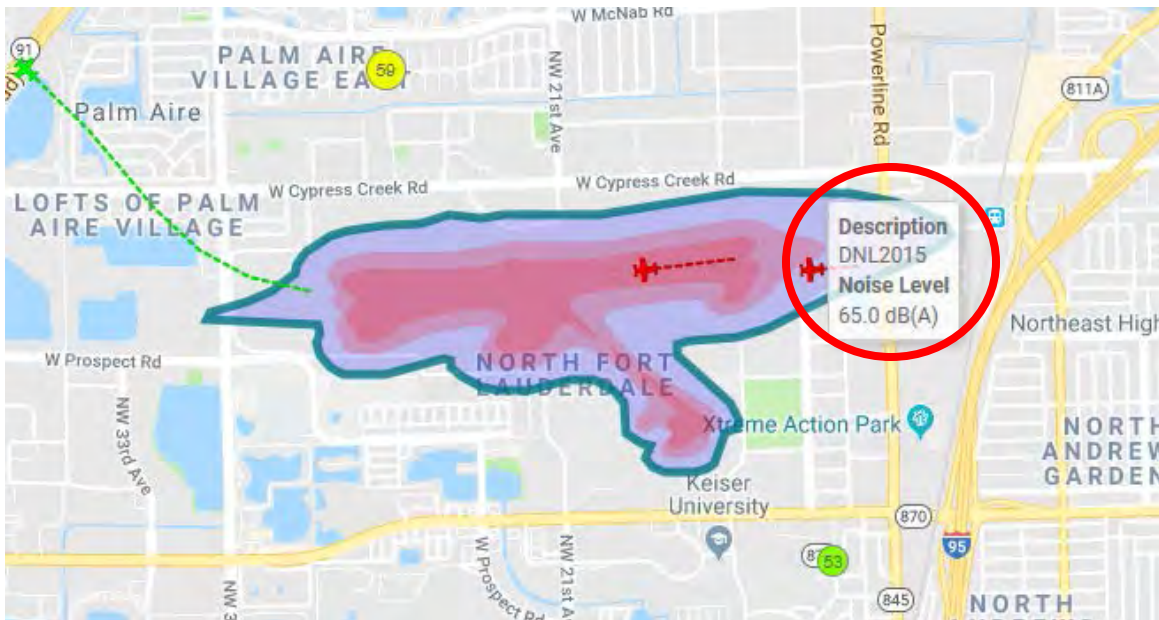 W McNab Rd
91
PALM AIRE
VILLAGE EAST
59
Palm Aire
NW 21st Ave
Powerline Rd
811A
W Cypress Creek Rd
W Cypress Creek Rd
LOFTS OF PALM
AIRE VILLAGE
Description
DNL2015
Noise Level
65.0 dB(A)
Northeast High
W Prospect Rd
NORTH FORT
LAUDERDALE
NW 33rd Ave
Xtreme Action Park
NORTH
ANDREW
GARDEN
Keiser
University
870
95
53
W Prospect Rd
NW 21st A
NW 3
845
NORTH